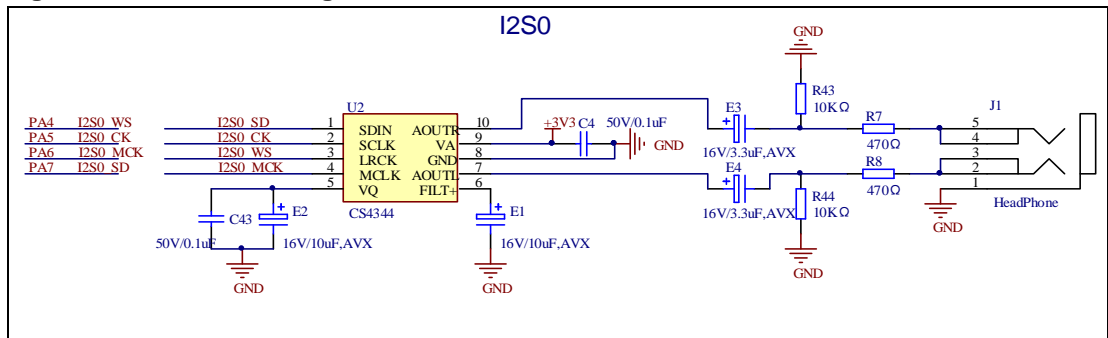 I2S0
PA4 I2S0_WS
PA5 I2S0_CK
PA6 I2S0_MCK
PA7 I2S0_SD
I2S0_SD 1
I2S0_CK 2
I2S0_WS 3
I2S0_MCK 4
5
U2
SDIN AOUTR 10
SCLK VA 9
LRCK GND 8
MCLK AOUTL 7
VQ FILT+ 6
CS4344
C43
50V/0.1uF
+ E2
16V/10uF,AVX
GND
+ E1
16V/10uF,AVX
GND
+3V3 C4 50V/0.1uF
GND
E3
+
16V/3.3uF,AVX
E4
+
16V/3.3uF,AVX
GND
R43
10KΩ
R44
10KΩ
GND
R7
470Ω
R8
470Ω
J1
5
4
3
2
1
HeadPhone
GND